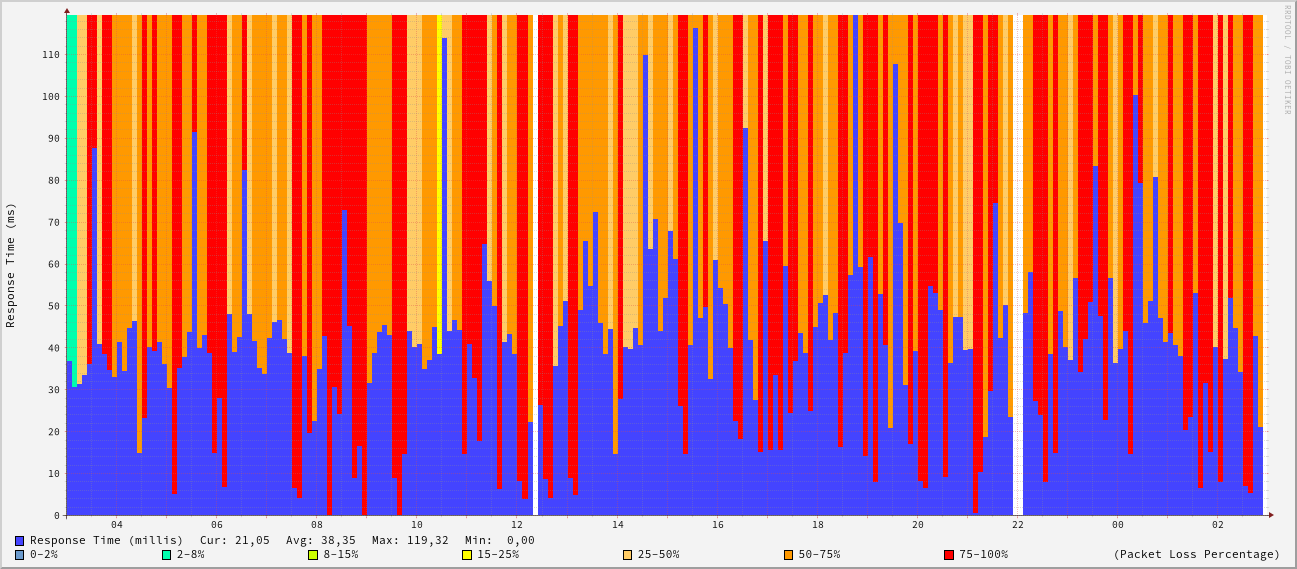 RRDTOOL / TOBI OETIKER
Response Time (ms)
110
100
90
80
70
60
50
40
30
20
10
0
04 06 08 10 12 14 16 18 20 22 00 02
Response Time (millis) Cur: 21,05 Avg: 38,35 Max: 119,32 Min: 0,00
0-2% 2-8% 8-15% 15-25% 25-50% 50-75% 75-100% (Packet Loss Percentage)